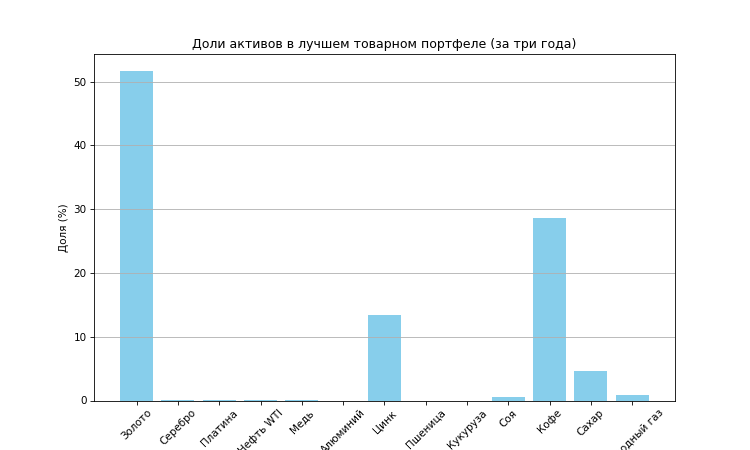 Доли активов в лучшем товарном портфеле (за три года)
Доля (%)
50
40
30
20
10
0
Золото
Серебро
Платина
Нефть WTI
Медь
Алюминий
Цинк
Пшеница
Кукуруза
Соя
Кофе
Сахар
одный газ